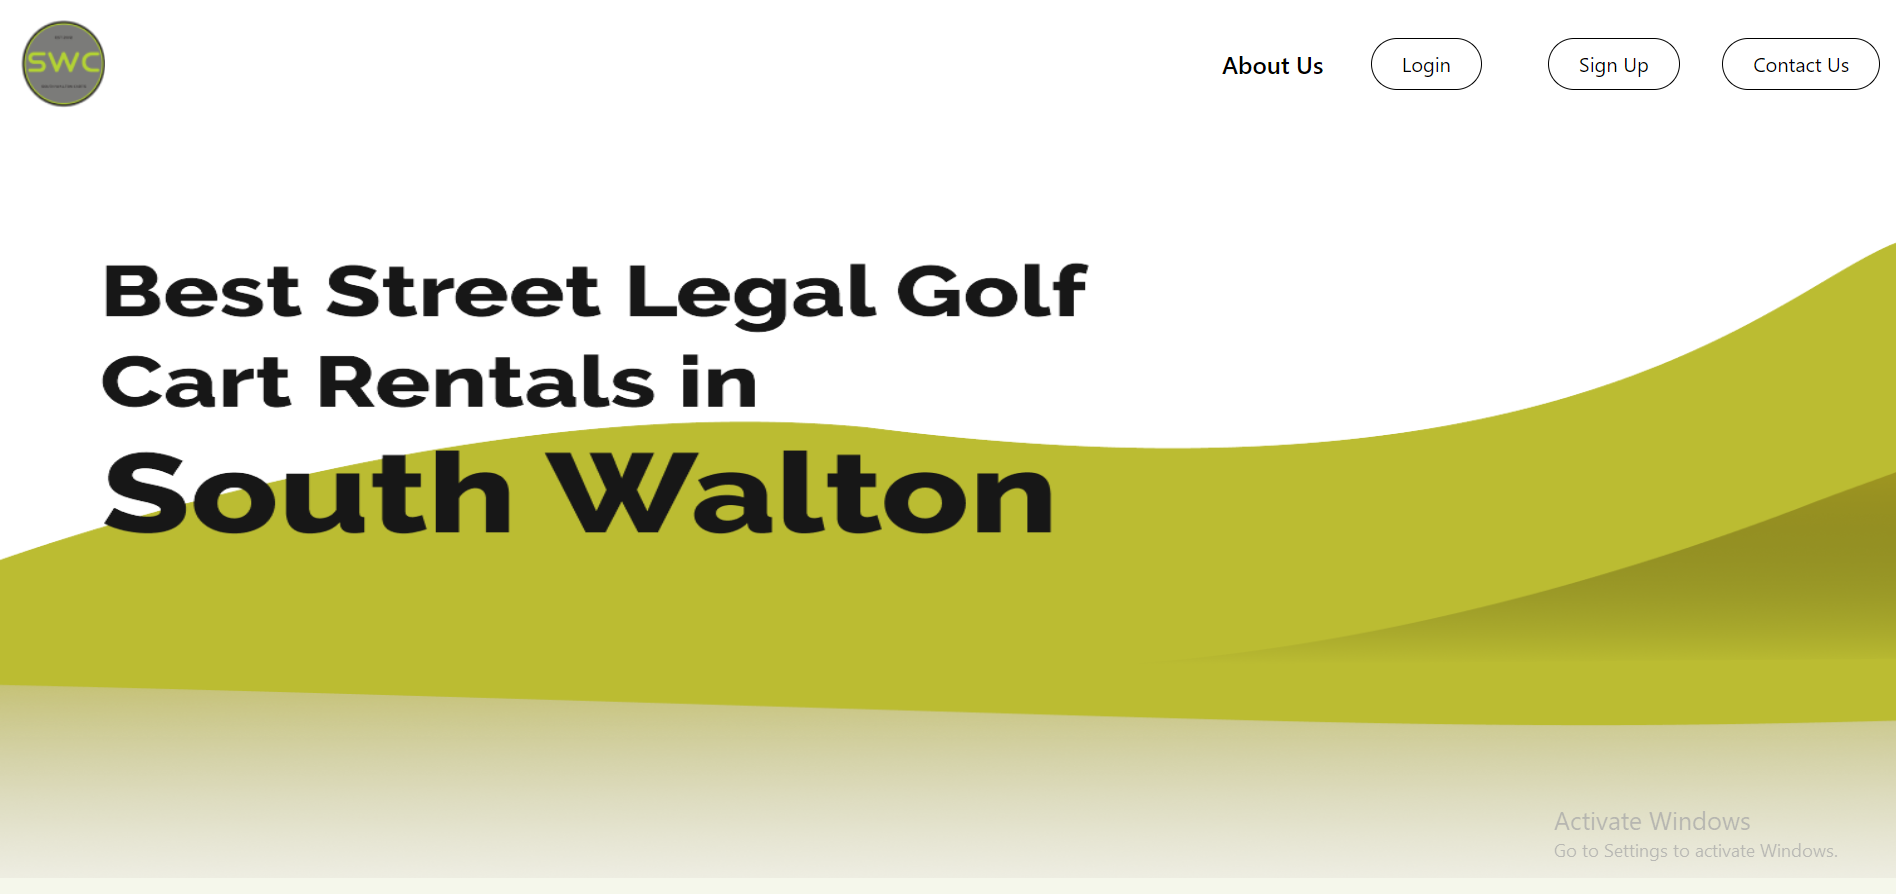 SWC
About Us
Login
Sign Up
Contact Us
Best Street Legal Golf
Cart Rentals in
South Walton
Activate Windows
Go to Settings to activate Windows.